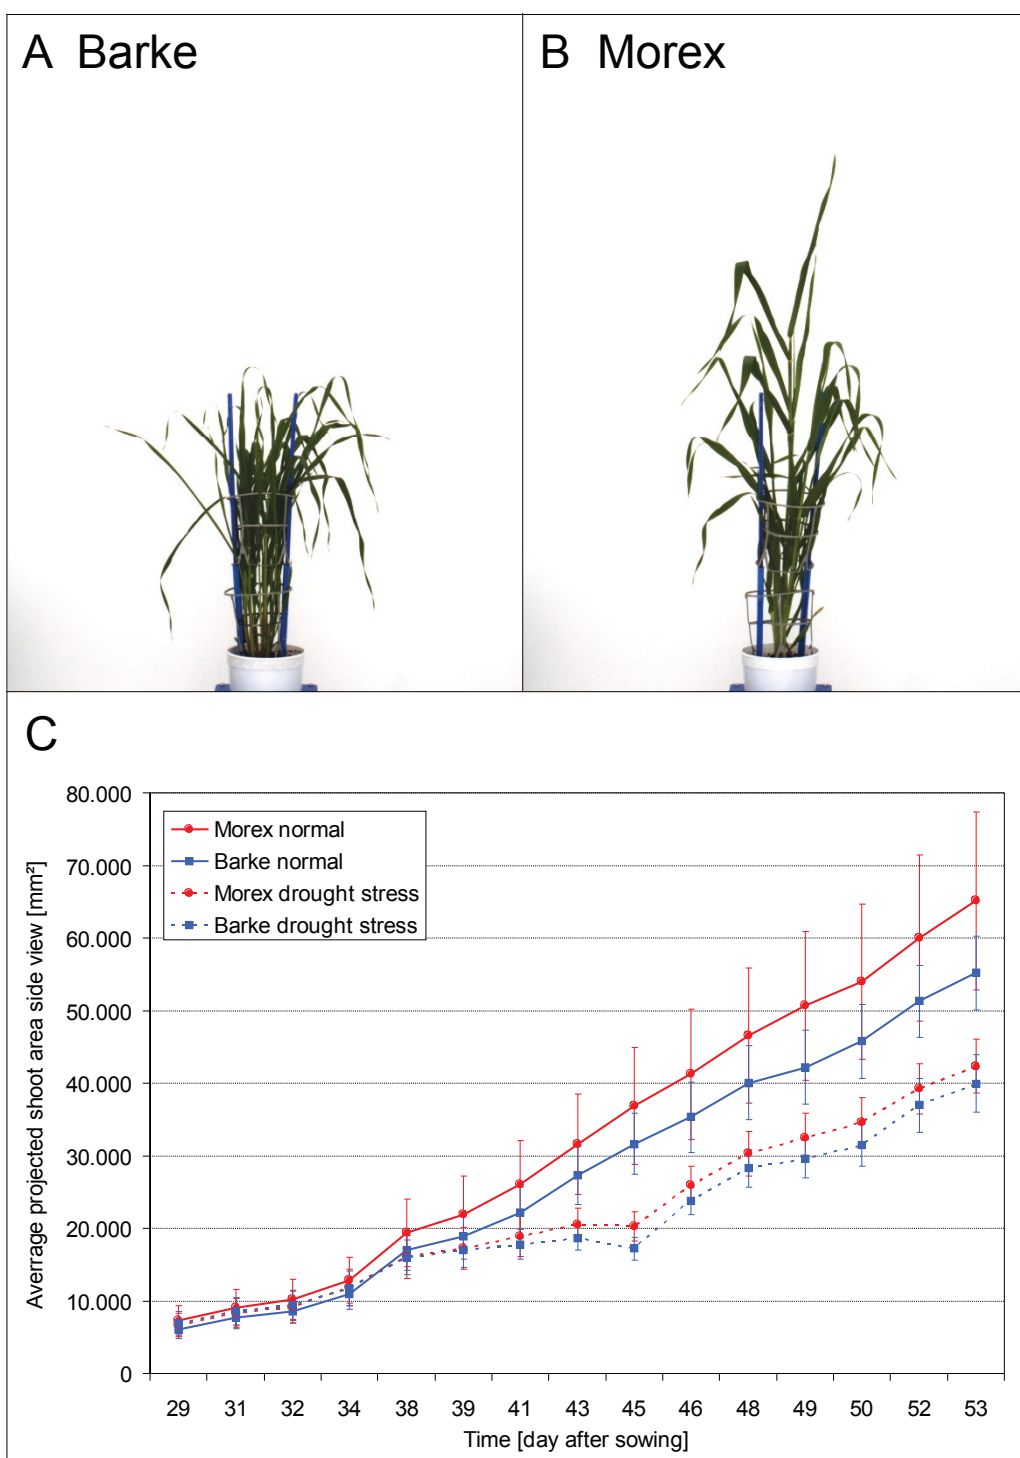 A Barke
B Morex
C
Averrage projected shoot area side view [mm²]
80.000
70.000
60.000
50.000
40.000
30.000
20.000
10.000
0
Morex normal
Barke normal
Morex drought stress
Barke drought stress
29 31 32 34 38 39 41 43 45 46 48 49 50 52 53
Time [day after sowing]